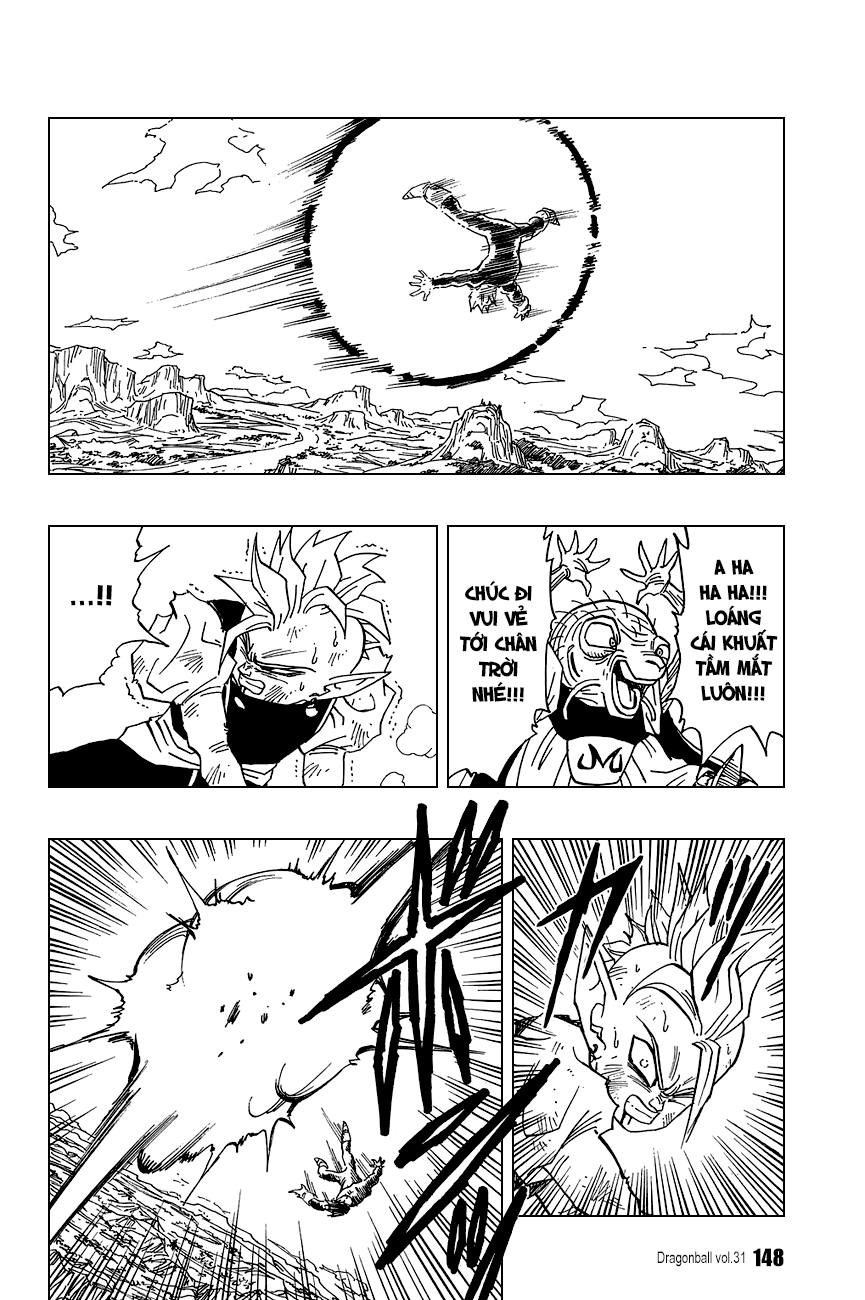 A HA
HA HA!!!
LOÁNG
CÁI KHUẤT
TẦM MẮT
LUÔN!!!
CHÚC ĐI
VUI VẺ
TỚI CHÂN
TRỜI
NHÉ!!!
...!!
M
Dragonball vol.31 148